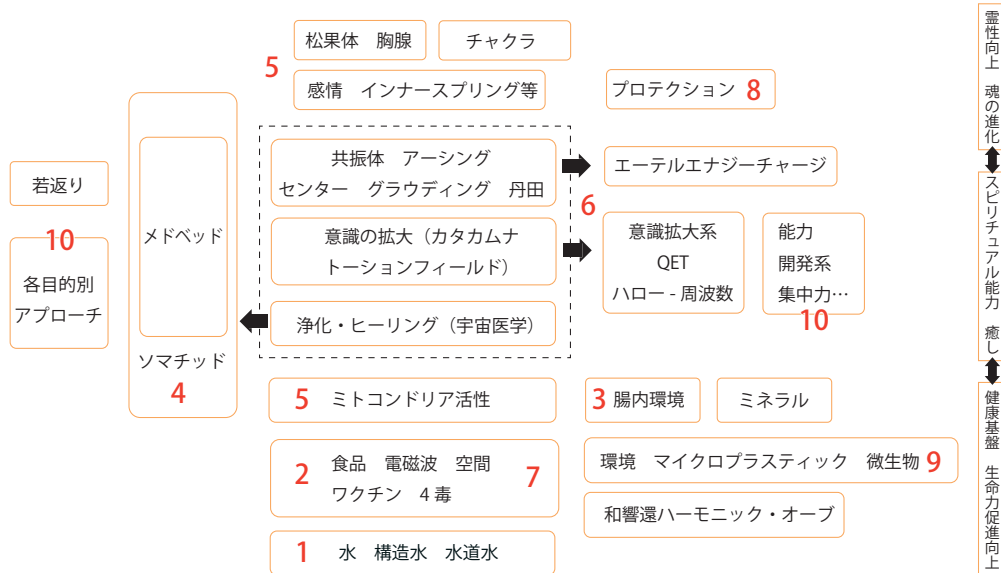 松果体　胸腺
チャクラ
5
感情　インナースプリング等
プロテクション 8
共振体　アーシング
センター　グラウディング　丹田
エーテルエナジーチャージ
若返り
10
各目的別
アプローチ
メドベッド
ソマチッド
4
6
意識の拡大（カタカムナ
トーションフィールド）
意識拡大系
QET
ハロー - 周波数
能力
開発系
集中力…
10
浄化・ヒーリング（宇宙医学）
5 ミトコンドリア活性
3 腸内環境
ミネラル
2 食品　電磁波　空間
ワクチン　4 毒
7
環境　マイクロプラスティック　微生物 9
和響還ハーモニック・オーブ
1 水　構造水　水道水
霊性向上　魂の進化
スピリチュアル能力　癒し
健康基盤　生命力促進向上